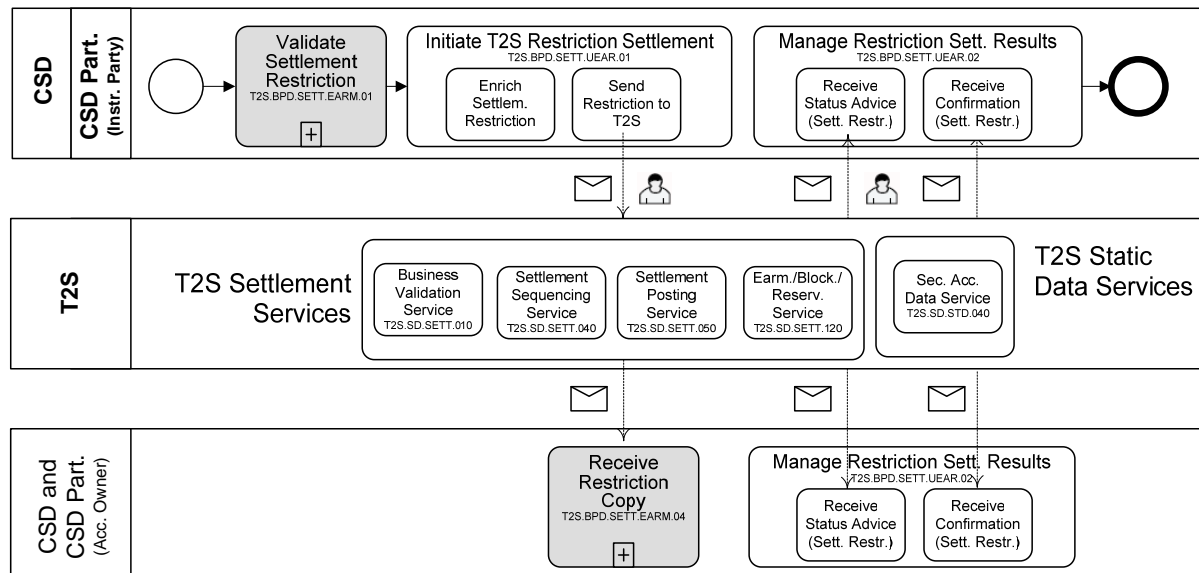 CSD
CSD Part.
(Instr. Party)
Validate
Settlement
Restriction
T2S.BPD.SETT.EARM.01
+
Initiate T2S Restriction Settlement
T2S.BPD.SETT.UEAR.01
Enrich
Settlem.
Restriction
Send
Restriction to
T2S
Manage Restriction Sett. Results
T2S.BPD.SETT.UEAR.02
Receive
Status Advice
(Sett. Restr.)
Receive
Confirmation
(Sett. Restr.)
T2S
T2S Settlement
Services
Business
Validation
Service
T2S.SD.SETT.010
Settlement
Sequencing
Service
T2S.SD.SETT.040
Settlement
Posting
Service
T2S.SD.SETT.050
Earm./Block./
Reserv.
Service
T2S.SD.SETT.120
Sec. Acc.
Data Service
T2S.SD.STD.040
T2S Static
Data Services
CSD and
CSD Part.
(Acc. Owner)
Receive
Restriction
Copy
T2S.BPD.SETT.EARM.04
+
Manage Restriction Sett. Results
T2S.BPD.SETT.UEAR.02
Receive
Status Advice
(Sett. Restr.)
Receive
Confirmation
(Sett. Restr.)